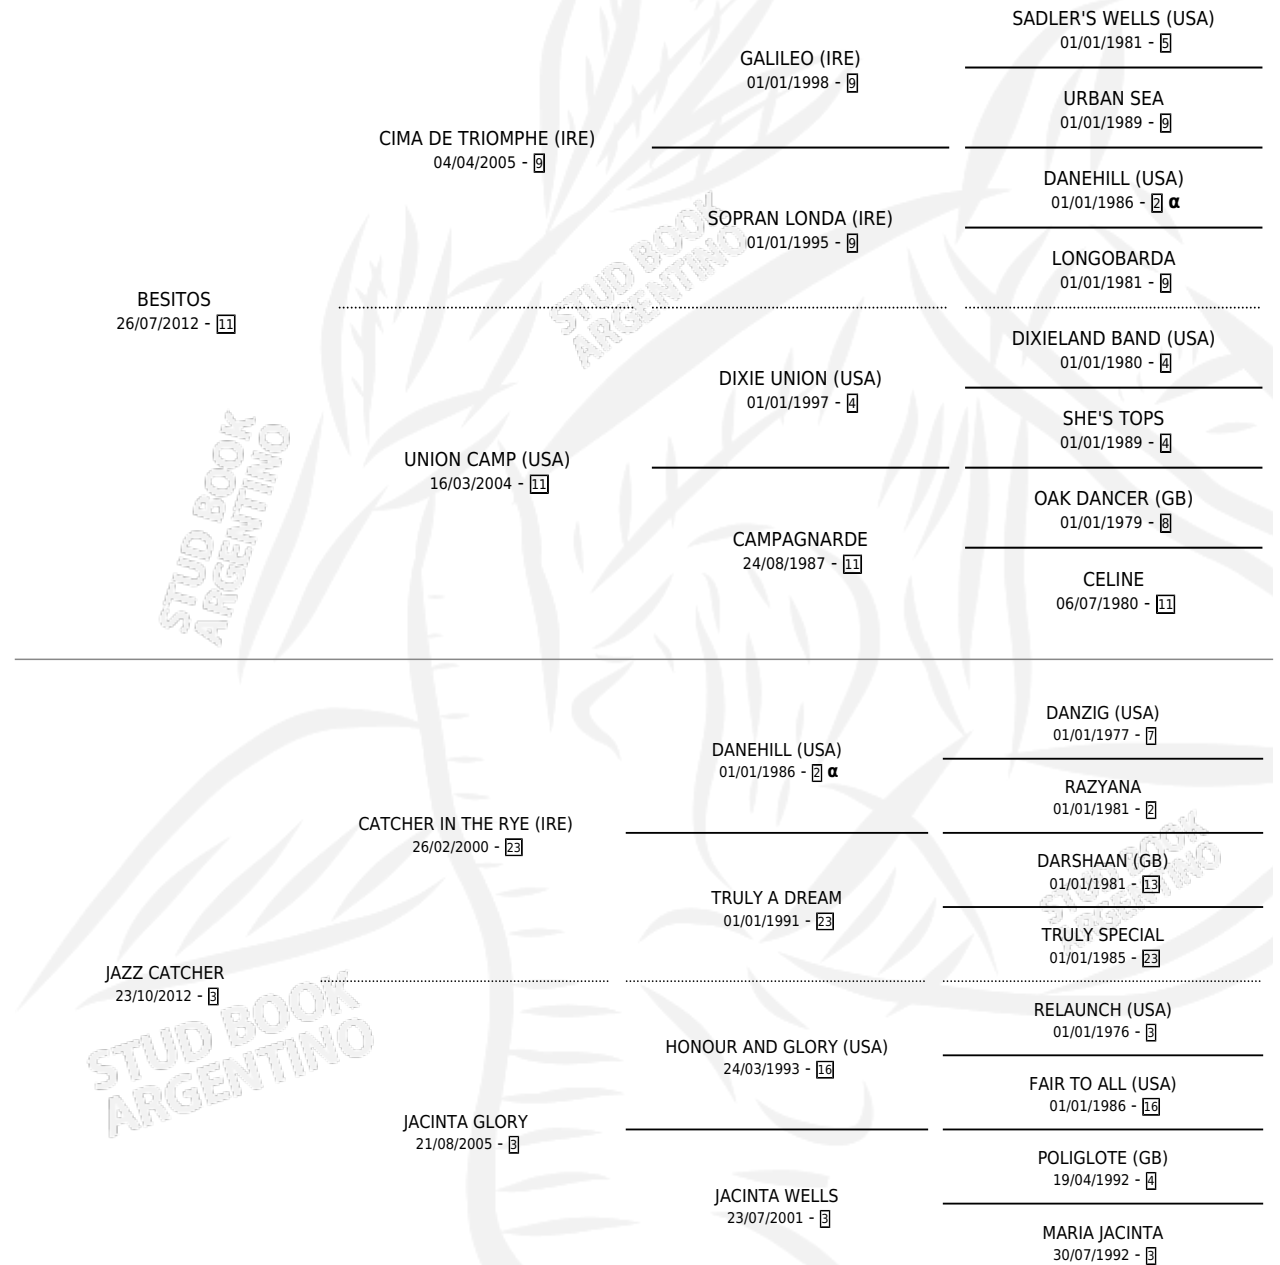 SADLER'S WELLS (USA)
01/01/1981 - 5
GALILEO (IRE)
01/01/1998 - 9
URBAN SEA
01/01/1989 - 9
CIMA DE TRIOMPHE (IRE)
04/04/2005 - 9
DANEHILL (USA)
01/01/1986 - 2 α
SOPRAN LONDA (IRE)
01/01/1995 - 9
LONGOBARDA
01/01/1981 - 9
BESITOS
26/07/2012 - 11
DIXIELAND BAND (USA)
01/01/1980 - 4
DIXIE UNION (USA)
01/01/1997 - 4
SHE'S TOPS
01/01/1989 - 4
UNION CAMP (USA)
16/03/2004 - 11
OAK DANCER (GB)
01/01/1979 - 8
CAMPAGNARDE
24/08/1987 - 11
CELINE
06/07/1980 - 11
DANZIG (USA)
01/01/1977 - 7
DANEHILL (USA)
01/01/1986 - 2 α
RAZYANA
01/01/1981 - 2
CATCHER IN THE RYE (IRE)
26/02/2000 - 23
DARSHAAN (GB)
01/01/1981 - 13
TRULY A DREAM
01/01/1991 - 23
TRULY SPECIAL
01/01/1985 - 23
JAZZ CATCHER
23/10/2012 - 3
RELAUNCH (USA)
01/01/1976 - 3
HONOUR AND GLORY (USA)
24/03/1993 - 16
FAIR TO ALL (USA)
01/01/1986 - 16
JACINTA GLORY
21/08/2005 - 3
POLIGLOTE (GB)
19/04/1992 - 4
JACINTA WELLS
23/07/2001 - 3
MARIA JACINTA
30/07/1992 - 3
STUD BOOK
ARGENTINO
STUD BOOK
ARGENTINO
STUD BOOK
ARGENTINO
STUD BOOK
ARGENTINO